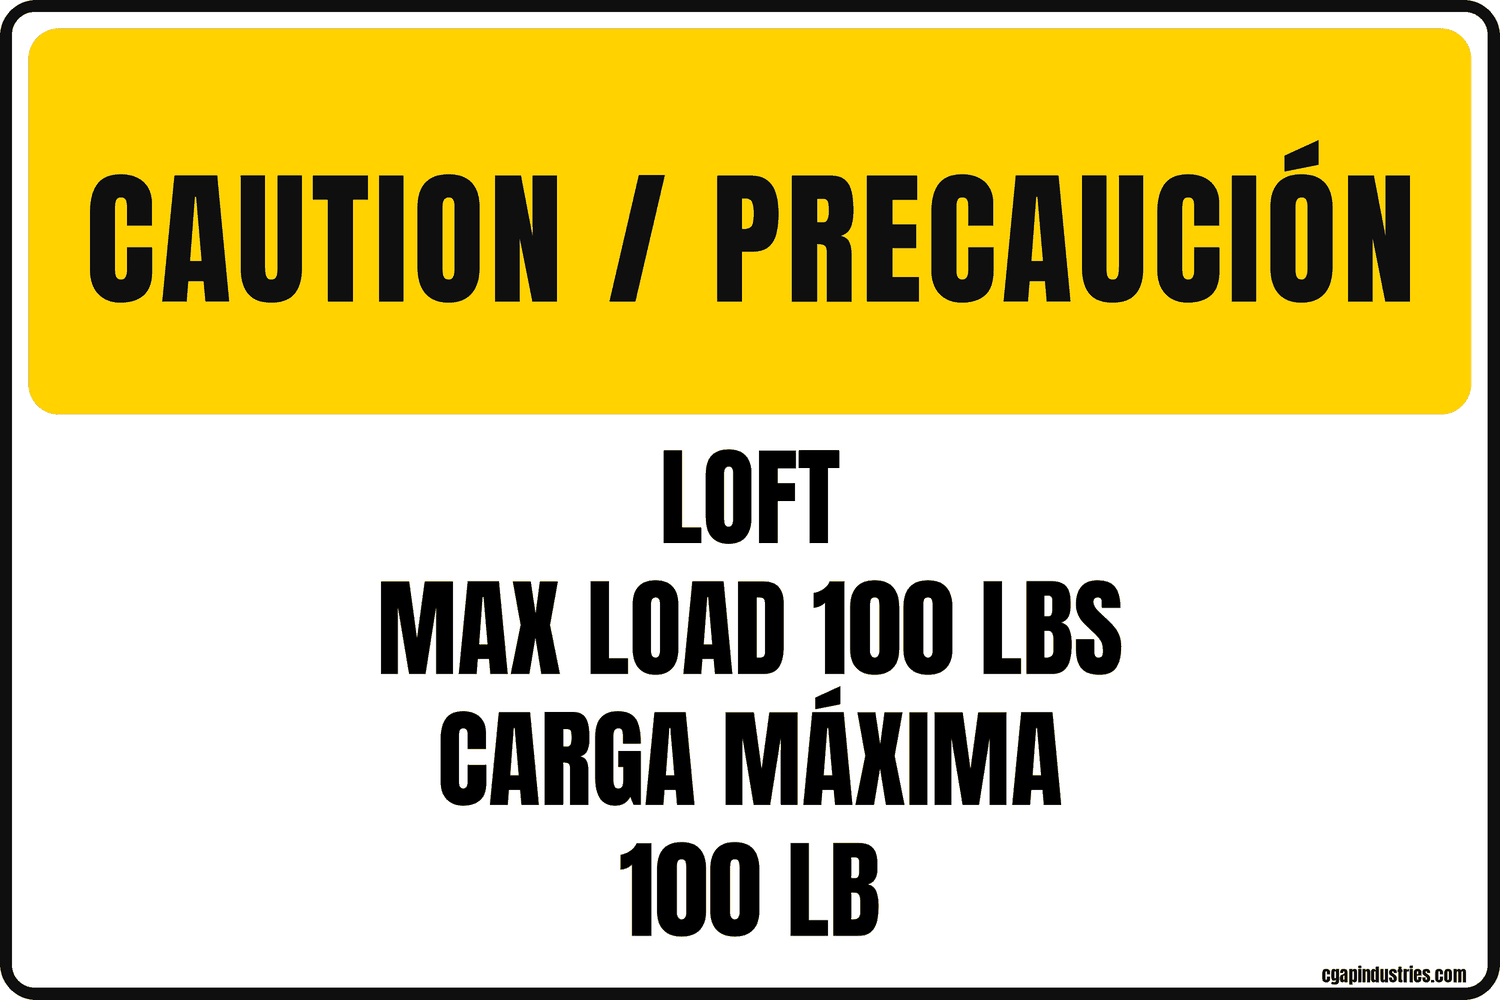 CAUTION / PRECAUCIÓN
LOFT
MAX LOAD 100 LBS
CARGA MÁXIMA
100 LB
cgapindustries.com